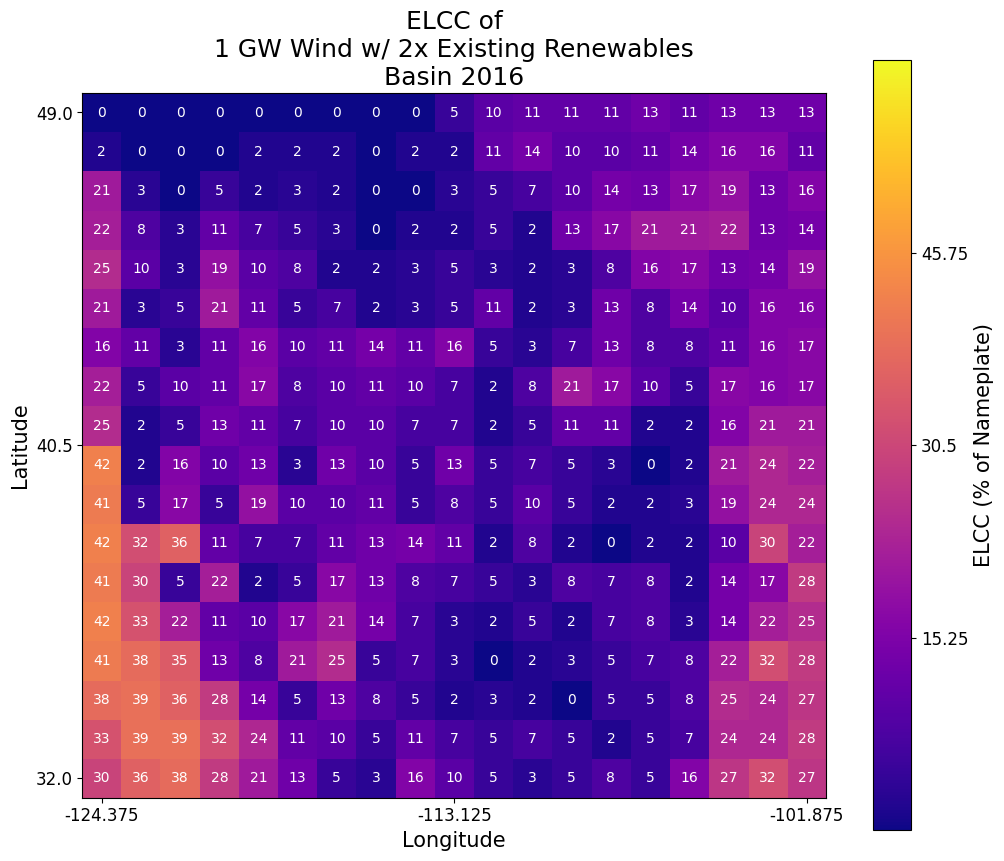 ELCC of
1 GW Wind w/ 2x Existing Renewables
Basin 2016
49.0
0 0 0 0 0 0 0 0 0 5 10 11 11 11 13 11 13 13 13
2 0 0 0 2 2 2 0 2 2 11 14 10 10 11 14 16 16 11
21 3 0 5 2 3 2 0 0 3 5 7 10 14 13 17 19 13 16
22 8 3 11 7 5 3 0 2 2 5 2 13 17 21 21 22 13 14
25 10 3 19 10 8 2 2 3 5 3 2 3 8 16 17 13 14 19
21 3 5 21 11 5 7 2 3 5 11 2 3 13 8 14 10 16 16
16 11 3 11 16 10 11 14 11 16 5 3 7 13 8 8 11 16 17
22 5 10 11 17 8 10 11 10 7 2 8 21 17 10 5 17 16 17
40.5
25 2 5 13 11 7 10 10 7 7 2 5 11 11 2 2 16 21 21
42 2 16 10 13 3 13 10 5 13 5 7 5 3 0 2 21 24 22
41 5 17 5 19 10 10 11 5 8 5 10 5 2 2 3 19 24 24
42 32 36 11 7 7 11 13 14 11 2 8 2 0 2 2 10 30 22
41 30 5 22 2 5 17 13 8 7 5 3 8 7 8 2 14 17 28
42 33 22 11 10 17 21 14 7 3 2 5 2 7 8 3 14 22 25
41 38 35 13 8 21 25 5 7 3 0 2 3 5 7 8 22 32 28
38 39 36 28 14 5 13 8 5 2 3 2 0 5 5 8 25 24 27
33 39 39 32 24 11 10 5 11 7 5 7 5 2 5 7 24 24 28
32.0
30 36 38 28 21 13 5 3 16 10 5 3 5 8 5 16 27 32 27
-124.375 -113.125 -101.875
Longitude
Latitude
45.75
30.5
15.25
ELCC (% of Nameplate)